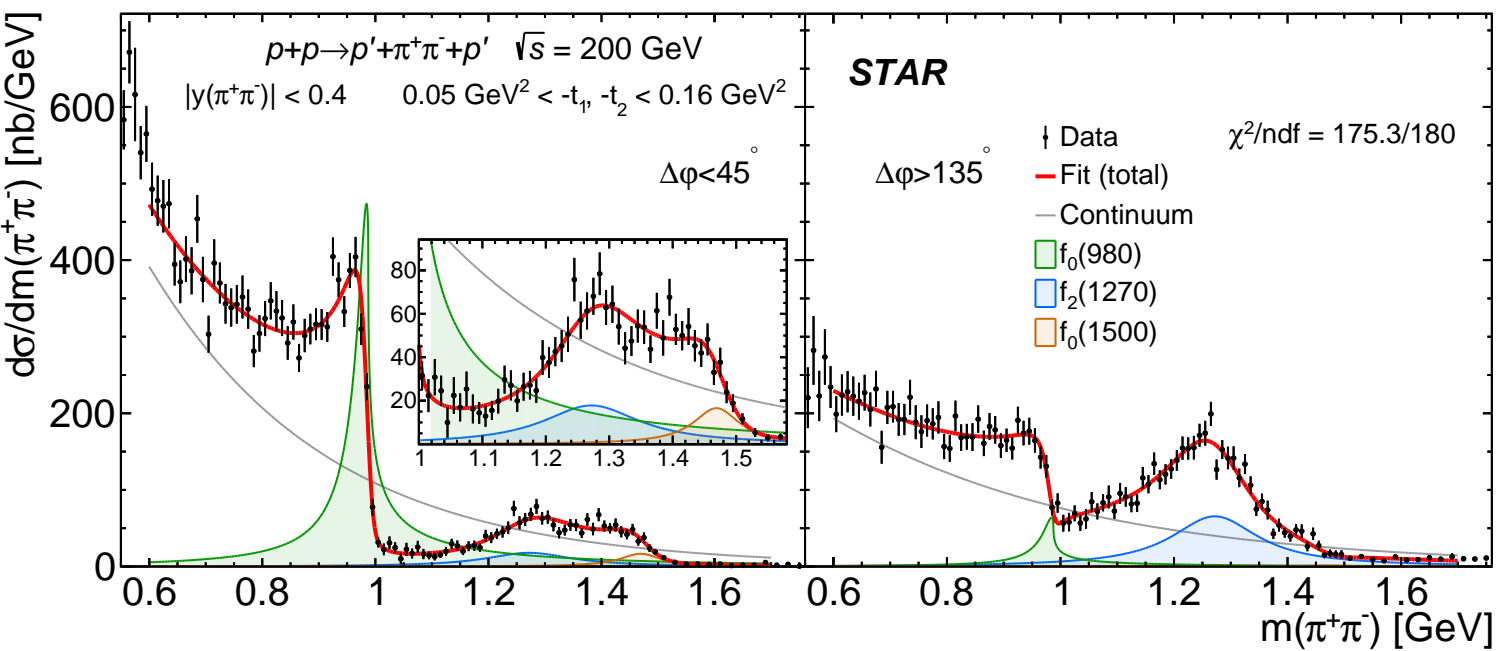 p+p→p′+π⁺π⁻+p′ √s = 200 GeV
|y(π⁺π⁻)| < 0.4 0.05 GeV² < -t₁, -t₂ < 0.16 GeV²
Δφ<45°
dσ/dm(π⁺π⁻) [nb/GeV]
600
400
200
0
80
60
40
20
1 1.1 1.2 1.3 1.4 1.5
0.6 0.8 1 1.2 1.4 1.6
STAR
Δφ>135°
χ²/ndf = 175.3/180
Data
Fit (total)
Continuum
f₀(980)
f₂(1270)
f₀(1500)
0.6 0.8 1 1.2 1.4 1.6
m(π⁺π⁻) [GeV]